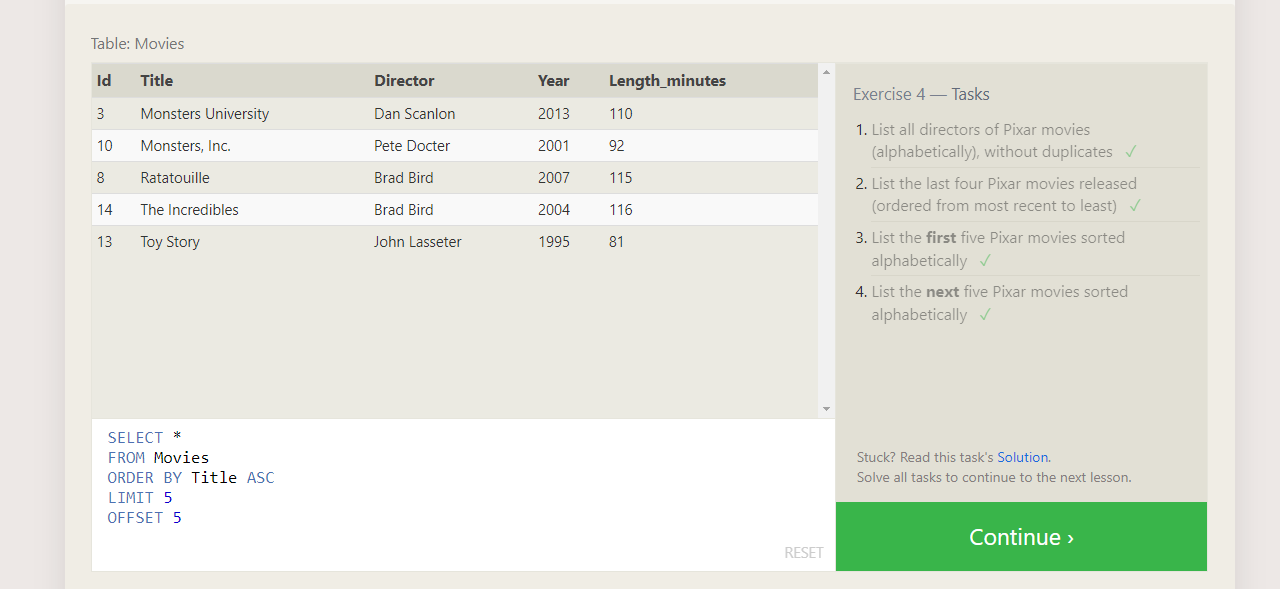 Table: Movies
Id Title Director Year Length_minutes
3 Monsters University Dan Scanlon 2013 110
10 Monsters, Inc. Pete Docter 2001 92
8 Ratatouille Brad Bird 2007 115
14 The Incredibles Brad Bird 2004 116
13 Toy Story John Lasseter 1995 81
SELECT *
FROM Movies
ORDER BY Title ASC
LIMIT 5
OFFSET 5
RESET
Exercise 4 — Tasks
1. List all directors of Pixar movies
(alphabetically), without duplicates ✓
2. List the last four Pixar movies released
(ordered from most recent to least) ✓
3. List the first five Pixar movies sorted
alphabetically ✓
4. List the next five Pixar movies sorted
alphabetically ✓
Stuck? Read this task's Solution.
Solve all tasks to continue to the next lesson.
Continue ›